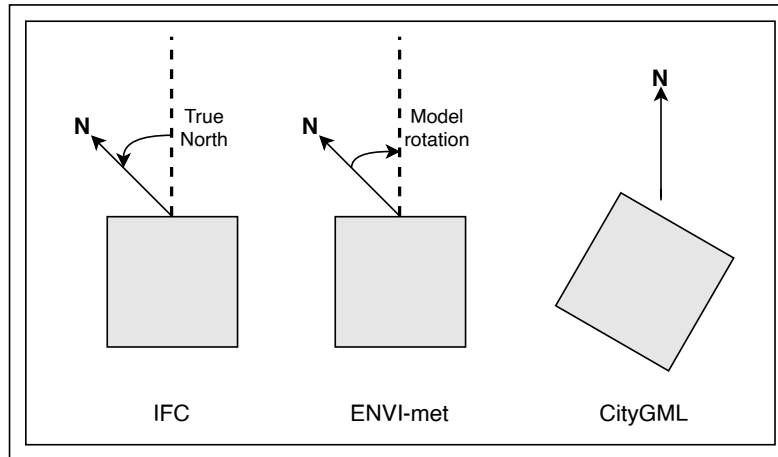 N
True
North
N
Model
rotation
N
IFC
ENVI-met
CityGML